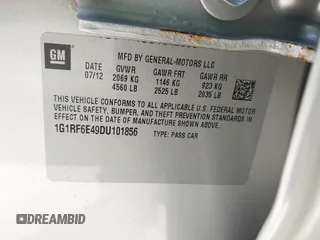 GM
MFD BY GENERAL-MOTORS LLC
DATE GVWR GAWR FRT GAWR RR
07/12 2069 KG 1146 KG 923 KG
4560 LB 2525 LB 2035 LB
THIS VEHICLE CONFORMS TO ALL APPLICABLE U.S. FEDERAL MOTOR
VEHICLE SAFETY, BUMPER, AND THEFT PREVENTION STANDARDS
IN EFFECT ON THE DATE OF MANUFACTURE SHOWN ABOVE.
1G1RF6E49DU101856 TYPE: PASS CAR
DREAMBID